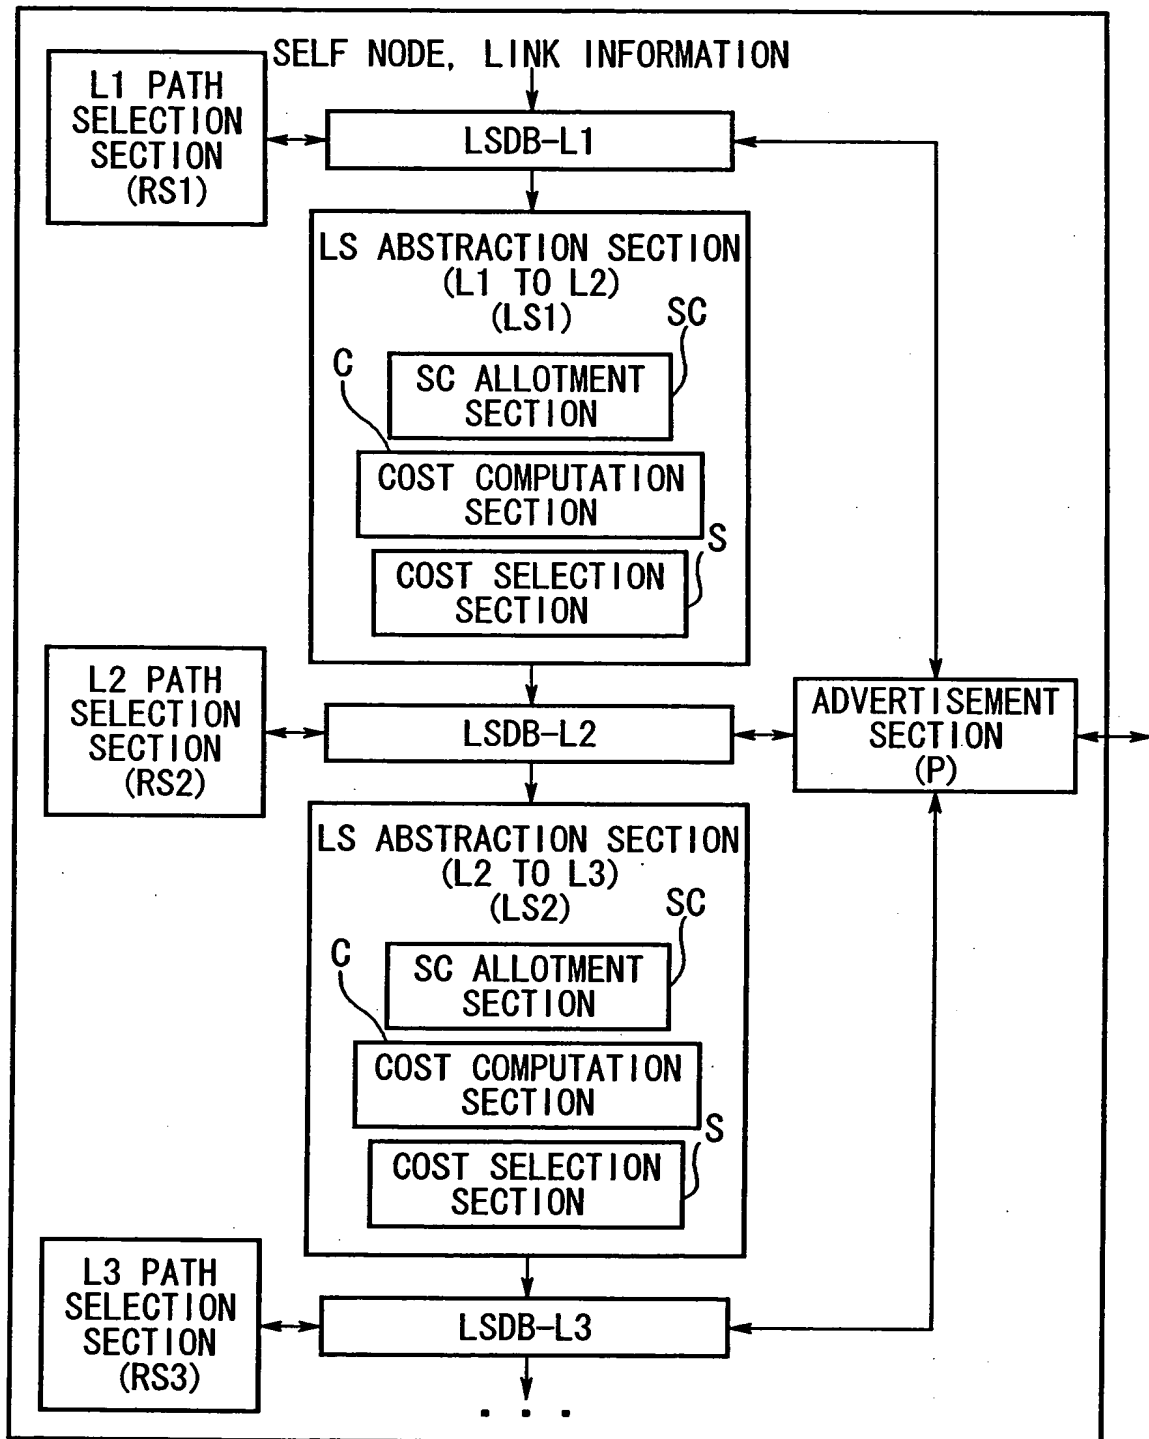 SELF NODE, LINK INFORMATION
L1 PATH
SELECTION
SECTION
(RS1)
LSDB-L1
LS ABSTRACTION SECTION
(L1 TO L2)
(LS1)
SC
C
SC ALLOTMENT
SECTION
COST COMPUTATION
SECTION
S
COST SELECTION
SECTION
L2 PATH
SELECTION
SECTION
(RS2)
LSDB-L2
ADVERTISEMENT
SECTION
(P)
LS ABSTRACTION SECTION
(L2 TO L3)
(LS2)
SC
C
SC ALLOTMENT
SECTION
COST COMPUTATION
SECTION
S
COST SELECTION
SECTION
L3 PATH
SELECTION
SECTION
(RS3)
LSDB-L3
. . .